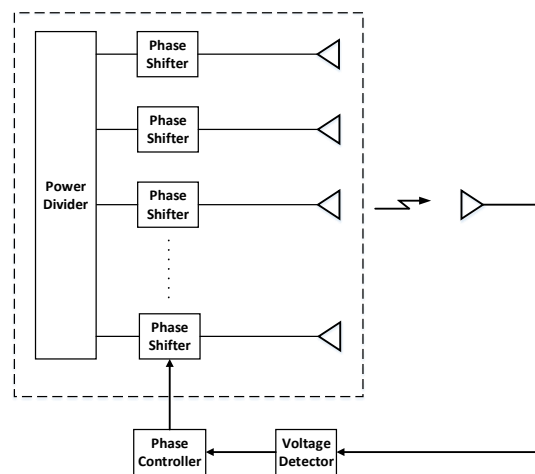 Phase
Shifter
Phase
Shifter
Power
Divider
Phase
Shifter
Phase
Shifter
Phase
Controller
Voltage
Detector